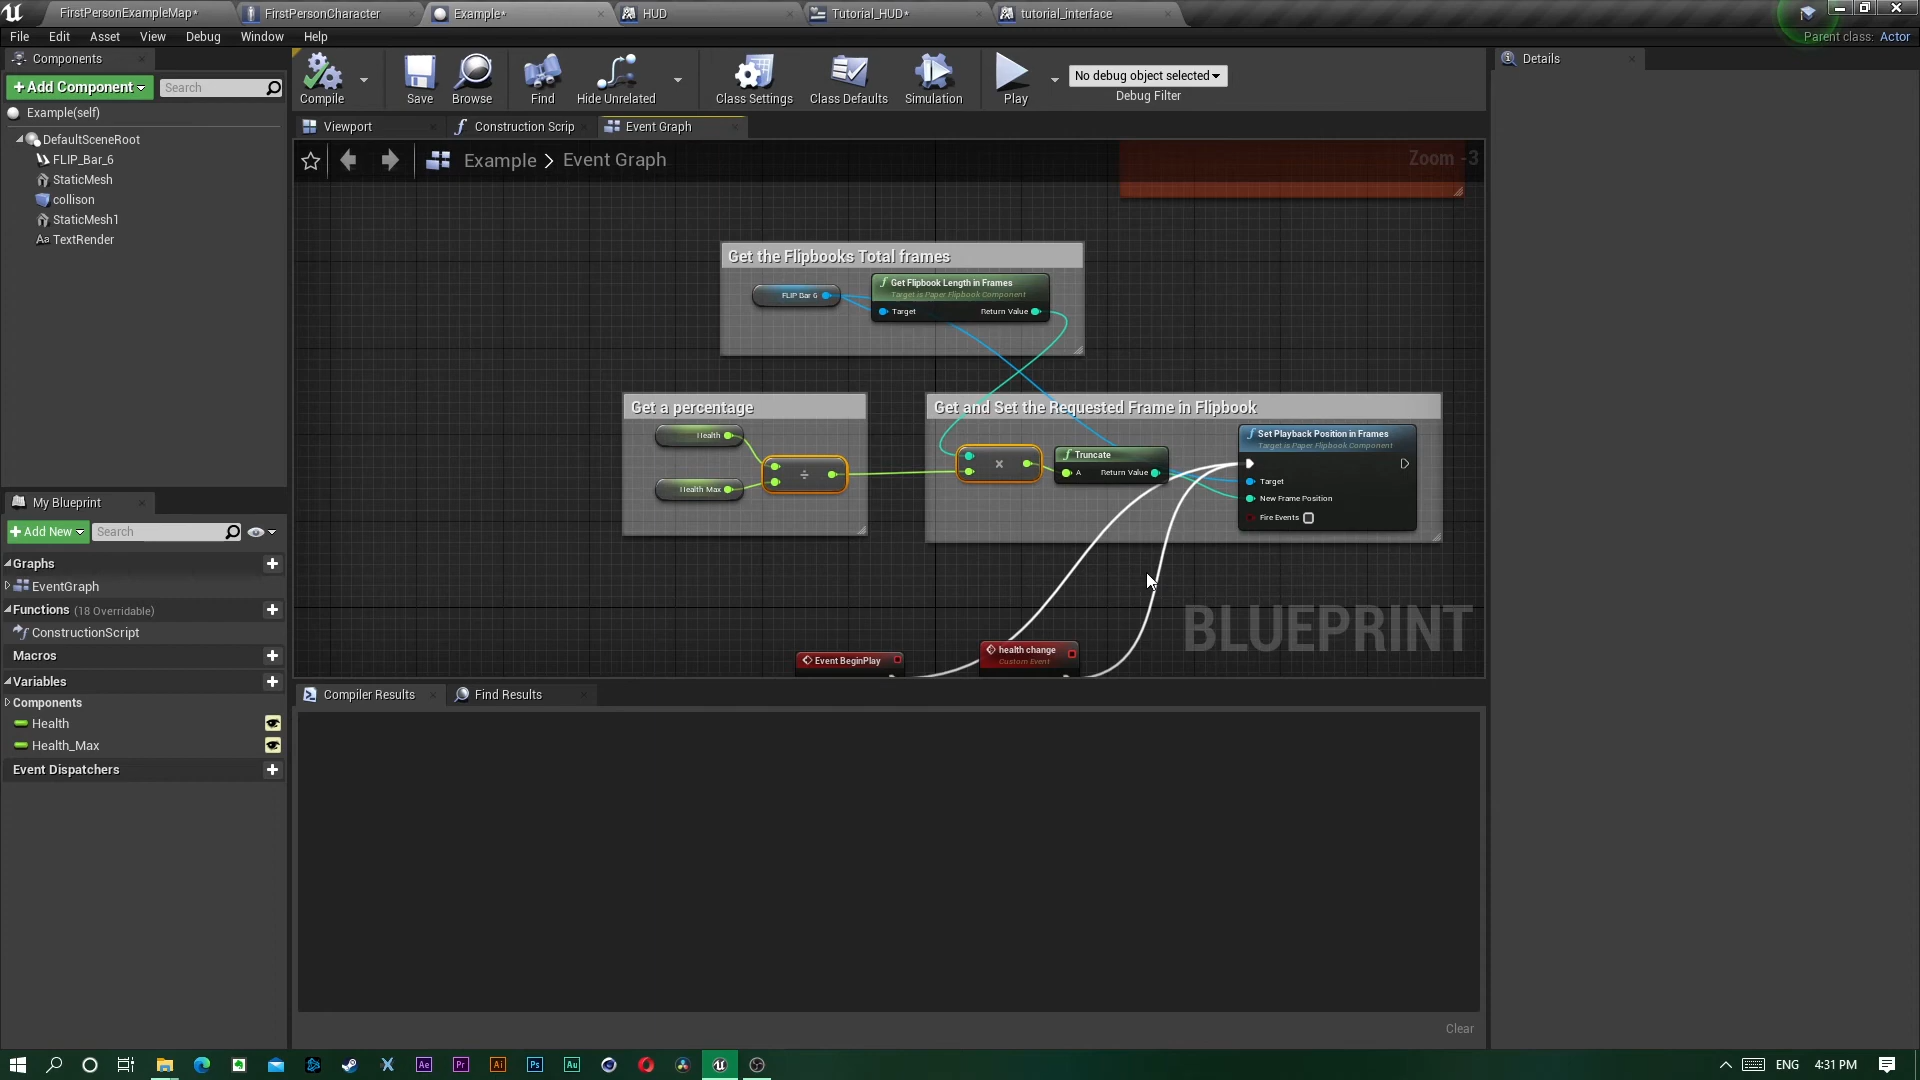 FirstPersonExampleMap*
FirstPersonCharacter
Example*
HUD
Tutorial_HUD*
tutorial_interface
File Edit Asset View Debug Window Help
Parent class: Actor
Components
+Add Component
Search
Example(self)
DefaultSceneRoot
FLIP_Bar_6
StaticMesh
collison
StaticMesh1
Aa TextRender
Compile
Save
Browse
Find
Hide Unrelated
Class Settings
Class Defaults
Simulation
Play
No debug object selected
Debug Filter
Details
Viewport
Construction Scrip
Event Graph
Example > Event Graph
Zoom -3
Get the Flipbooks Total frames
FLIP Bar 6
Get Flipbook Length in Frames
Target is Paper Flipbook Component
Target
Return Value
Get a percentage
Health
Health Max
÷
Get and Set the Requested Frame in Flipbook
×
Truncate
A
Return Value
Set Playback Position in Frames
Target is Paper Flipbook Component
Target
New Frame Position
Fire Events
Event BeginPlay
health change
Custom Event
BLUEPRINT
My Blueprint
+Add New
Search
Graphs
EventGraph
Functions (18 Overridable)
ConstructionScript
Macros
Variables
Components
Health
Health_Max
Event Dispatchers
Compiler Results
Find Results
Clear
Ae
Pr
Ai
Ps
Au
ENG
4:31 PM